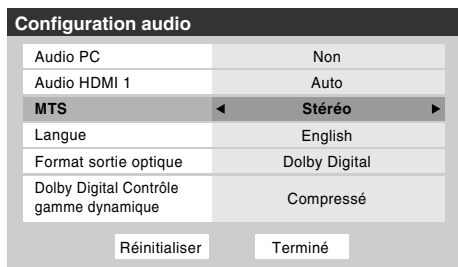 Configuration audio
Audio PC Non
Audio HDMI 1 Auto
MTS ◀ Stéréo ▶
Langue English
Format sortie optique Dolby Digital
Dolby Digital Contrôle
gamme dynamique Compressé
Réinitialiser Terminé